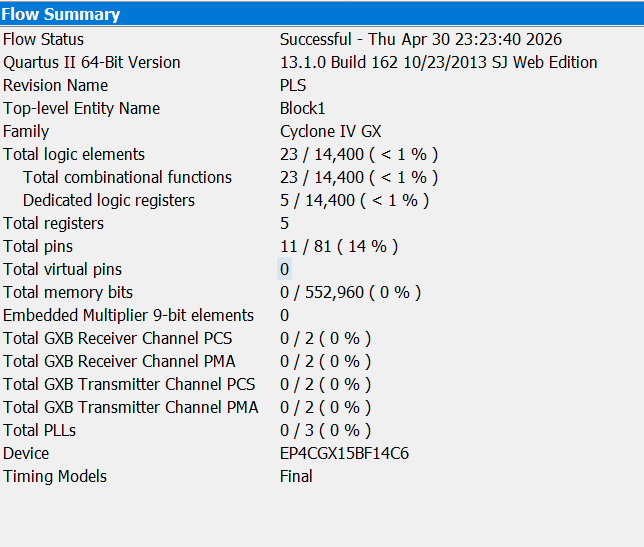 Flow Summary
Flow Status Successful - Thu Apr 30 23:23:40 2026
Quartus II 64-Bit Version 13.1.0 Build 162 10/23/2013 SJ Web Edition
Revision Name PLS
Top-level Entity Name Block1
Family Cyclone IV GX
Total logic elements 23 / 14,400 ( < 1 % )
Total combinational functions 23 / 14,400 ( < 1 % )
Dedicated logic registers 5 / 14,400 ( < 1 % )
Total registers 5
Total pins 11 / 81 ( 14 % )
Total virtual pins 0
Total memory bits 0 / 552,960 ( 0 % )
Embedded Multiplier 9-bit elements 0
Total GXB Receiver Channel PCS 0 / 2 ( 0 % )
Total GXB Receiver Channel PMA 0 / 2 ( 0 % )
Total GXB Transmitter Channel PCS 0 / 2 ( 0 % )
Total GXB Transmitter Channel PMA 0 / 2 ( 0 % )
Total PLLs 0 / 3 ( 0 % )
Device EP4CGX15BF14C6
Timing Models Final